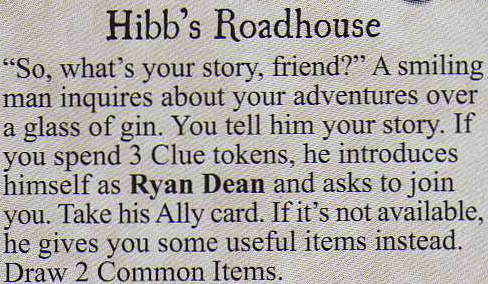 Hibb's Roadhouse
“So, what's your story, friend?” A smiling
man inquires about your adventures over
a glass of gin. You tell him your story. If
you spend 3 Clue tokens, he introduces
himself as Ryan Dean and asks to join
you. Take his Ally card. If it's not available,
he gives you some useful items instead.
Draw 2 Common Items.